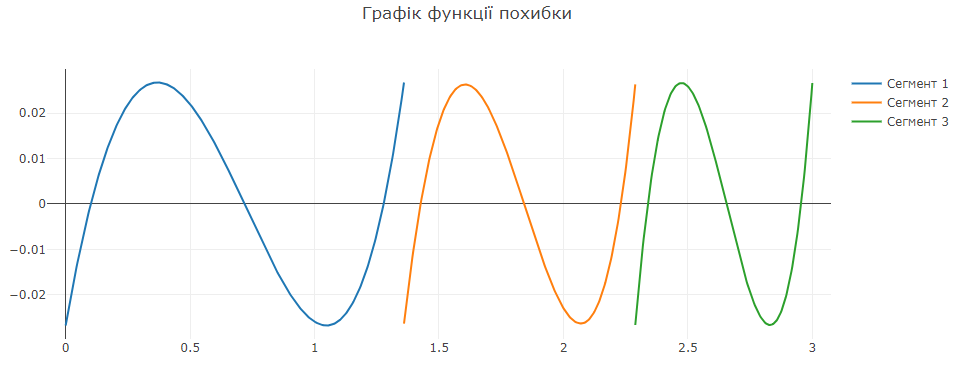 Графік функції похибки
Сегмент 1
Сегмент 2
Сегмент 3
0.02
0.01
0
−0.01
−0.02
0 0.5 1 1.5 2 2.5 3